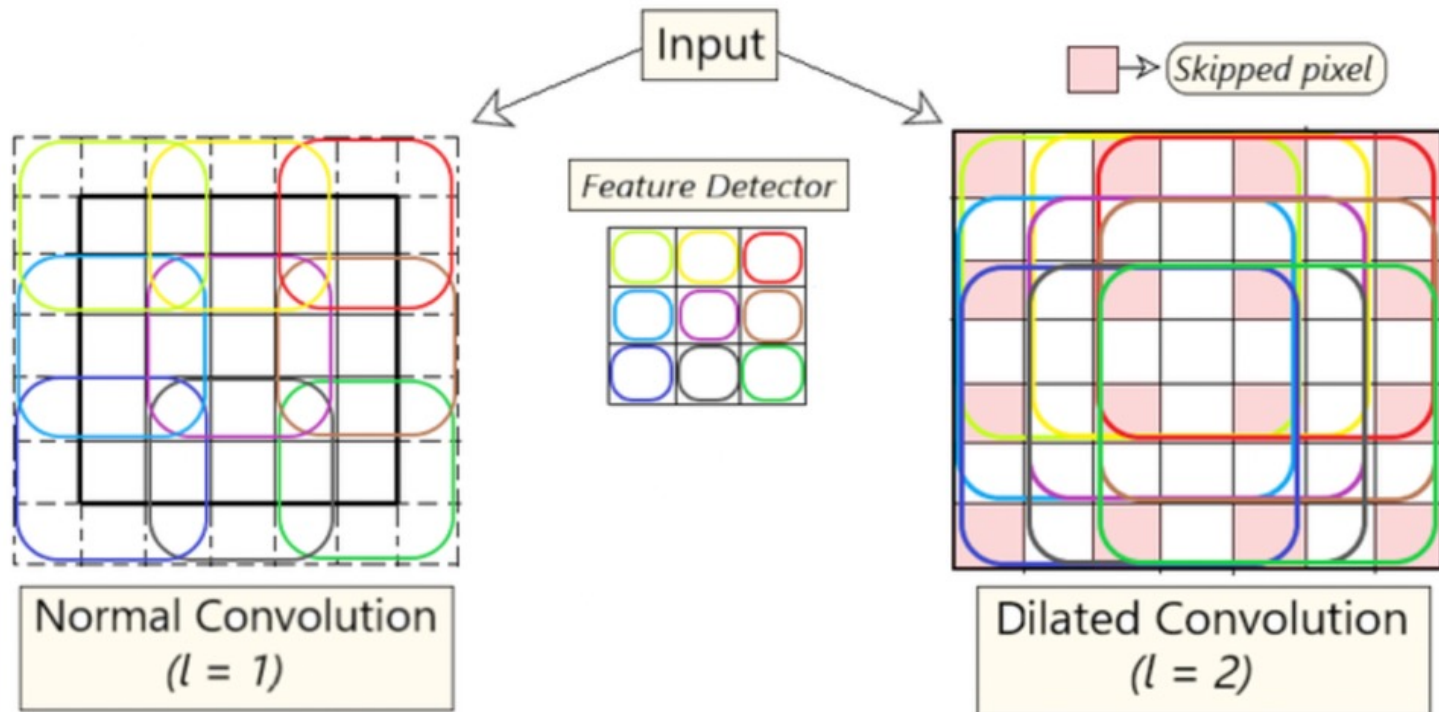 Input
Skipped pixel
Feature Detector
Normal Convolution
(l = 1)
Dilated Convolution
(l = 2)